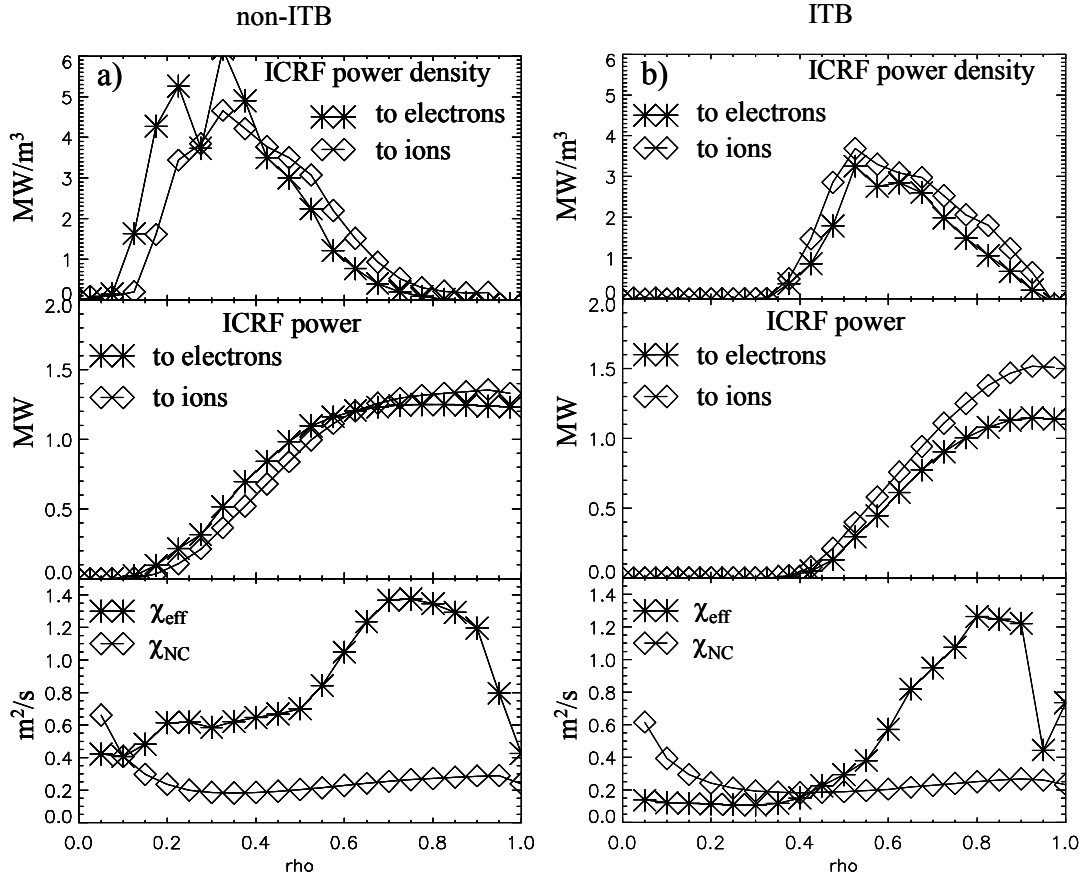 non-ITB
ITB
a)
ICRF power density
to electrons
to ions
MW/m³
6
5
4
3
2
1
0
b)
ICRF power density
to electrons
to ions
MW/m³
6
5
4
3
2
1
0
ICRF power
to electrons
to ions
MW
2.0
1.5
1.0
0.5
0.0
ICRF power
to electrons
to ions
MW
2.0
1.5
1.0
0.5
0.0
χeff
χNC
m²/s
1.4
1.2
1.0
0.8
0.6
0.4
0.2
0.0
0.0 0.2 0.4 0.6 0.8 1.0
rho
χeff
χNC
m²/s
1.4
1.2
1.0
0.8
0.6
0.4
0.2
0.0
0.0 0.2 0.4 0.6 0.8 1.0
rho